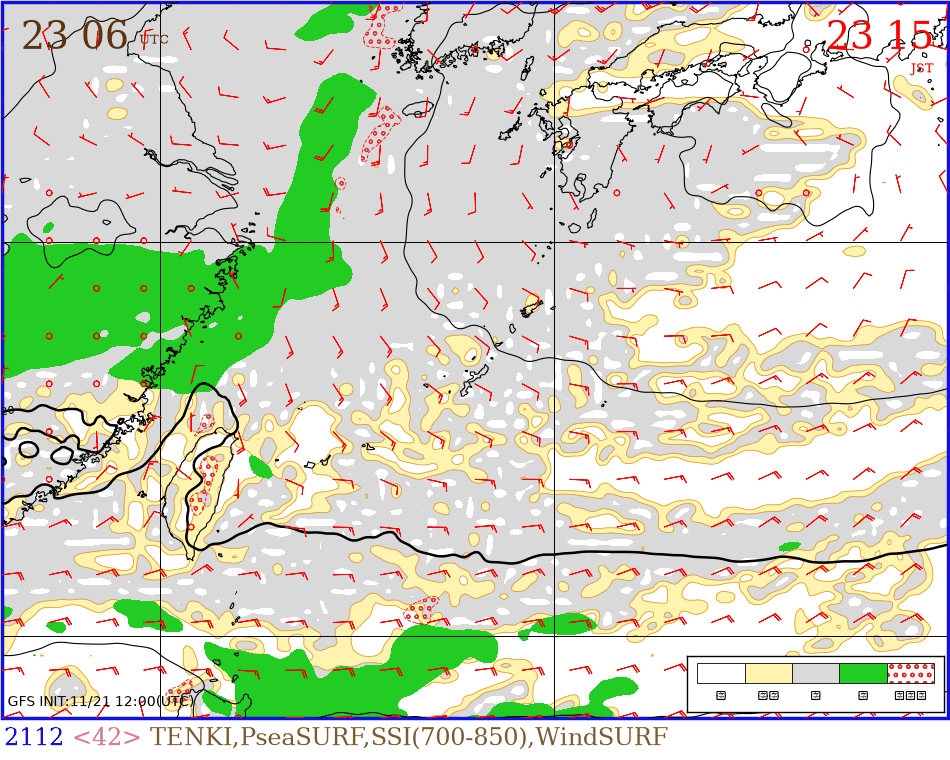 23 06 UTC
23 15 JST
20
GFS INIT:11/21 12:00(UTC)
2112 <42> TENKI,PseaSURF,SSI(700-850),WindSURF